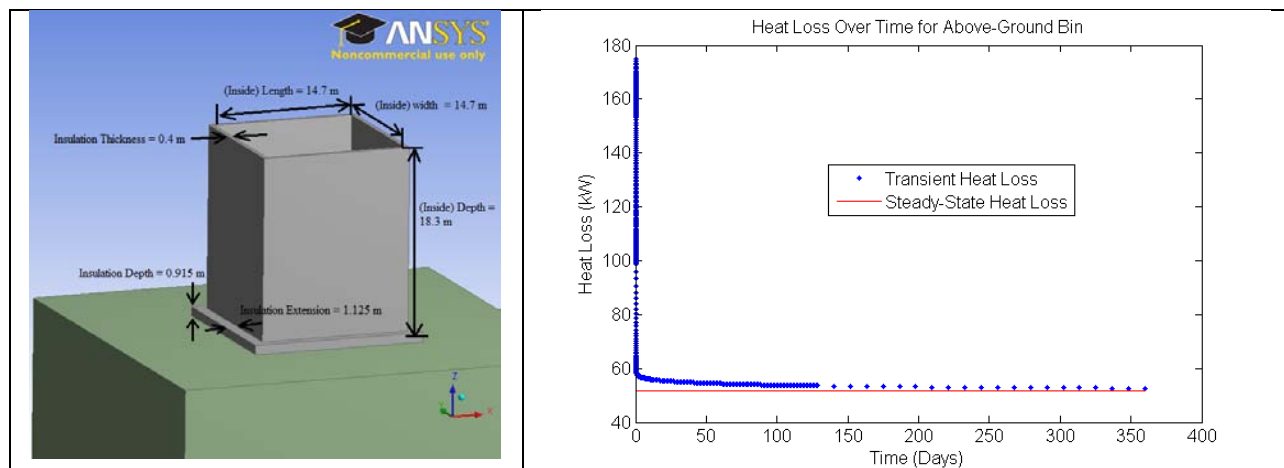 ANSYS
Noncommercial use only
(Inside) Length = 14.7 m
(Inside) width = 14.7 m
Insulation Thickness = 0.4 m
(Inside) Depth =
18.3 m
Insulation Depth = 0.915 m
Insulation Extension = 1.125 m
Z
Y
X
Heat Loss Over Time for Above-Ground Bin
180
160
140
120
100
80
60
40
Heat Loss (kW)
Transient Heat Loss
Steady-State Heat Loss
0
50
100
150
200
250
300
350
400
Time (Days)